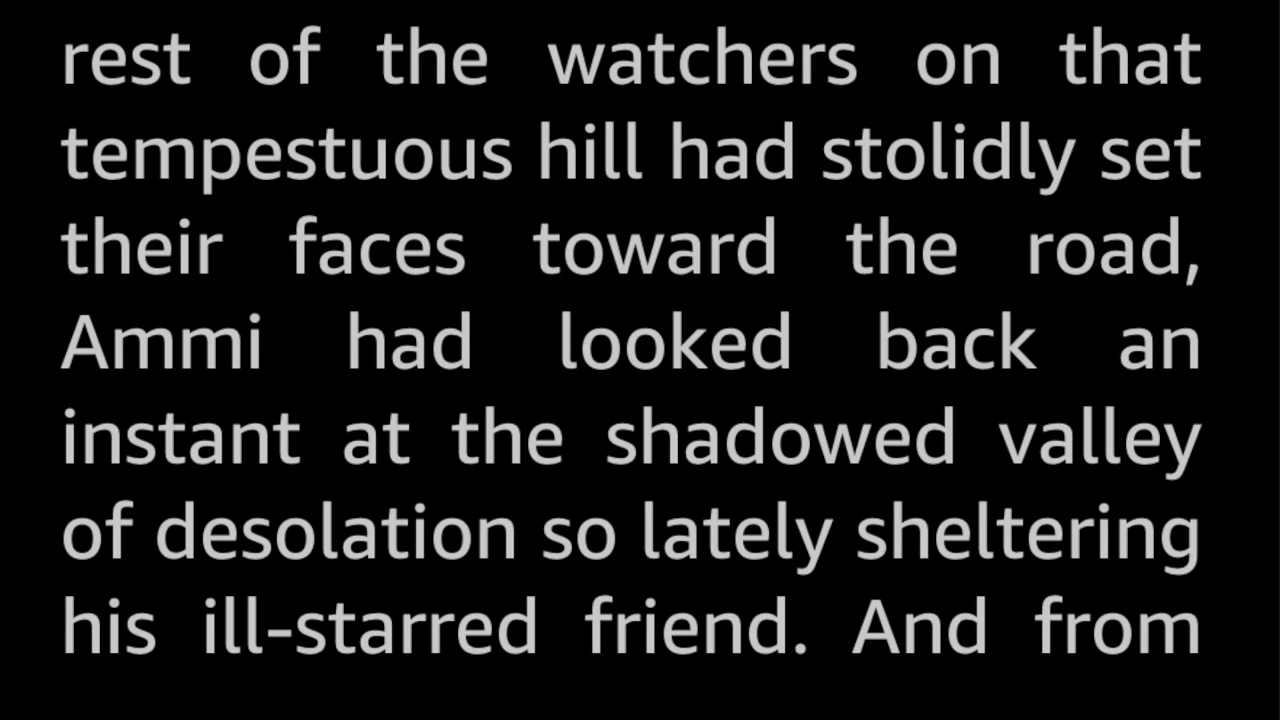 rest of the watchers on that
tempestuous hill had stolidly set
their faces toward the road,
Ammi had looked back an
instant at the shadowed valley
of desolation so lately sheltering
his ill-starred friend. And from